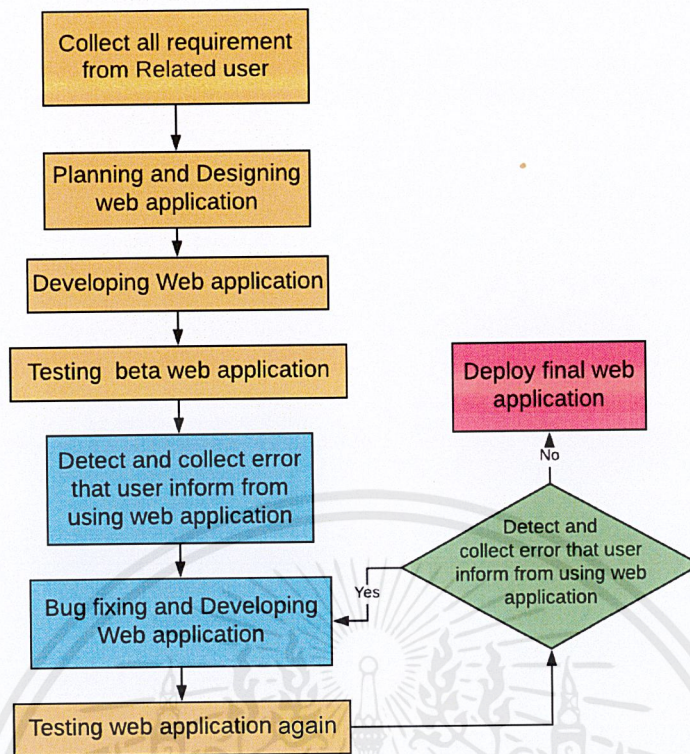 Collect all requirement
from Related user
Planning and Designing
web application
Developing Web application
Testing beta web application
Detect and collect error
that user inform from
using web application
Bug fixing and Developing
Web application
Testing web application again
Yes
Detect and
collect error that user
inform from using web
application
No
Deploy final web
application